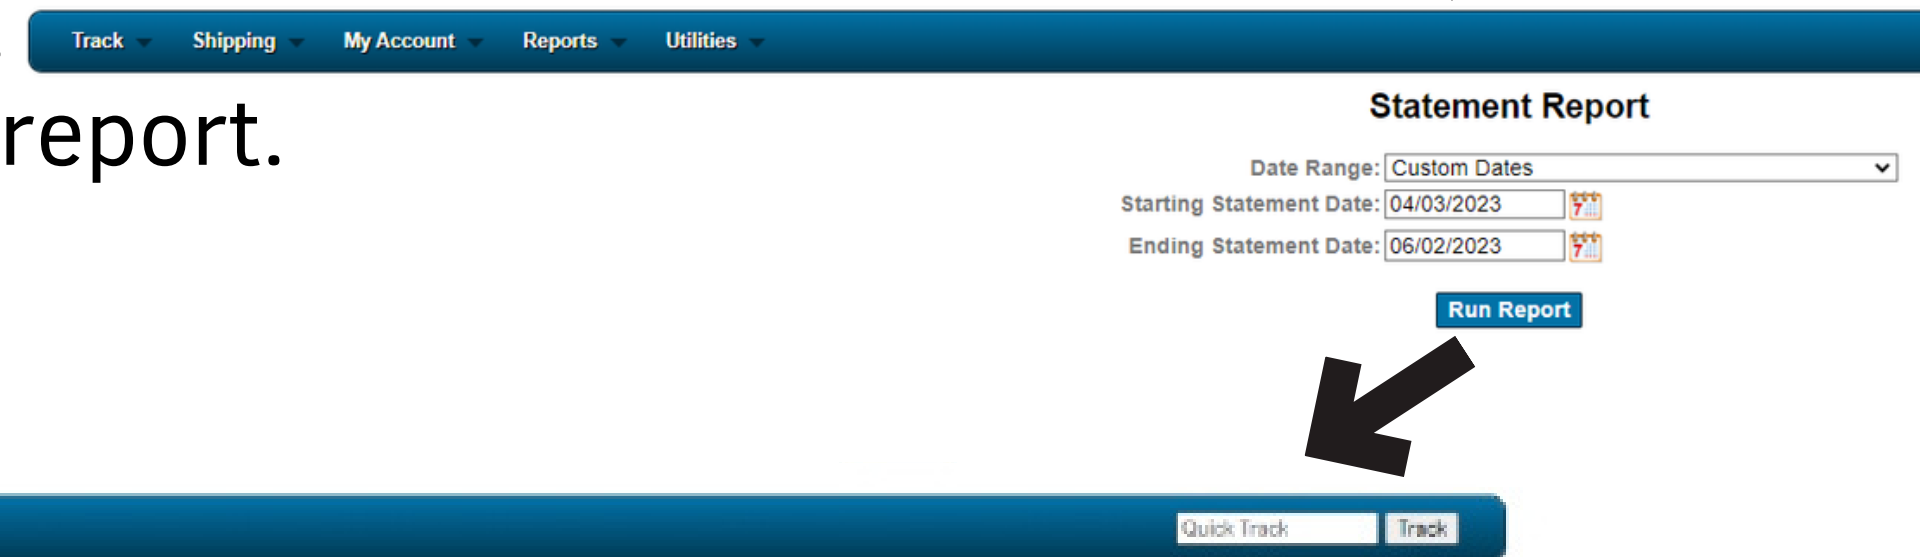 Track Shipping My Account Reports Utilities
report.
Statement Report
Date Range: Custom Dates
Starting Statement Date: 04/03/2023
Ending Statement Date: 06/02/2023
Run Report
Quick Track Track